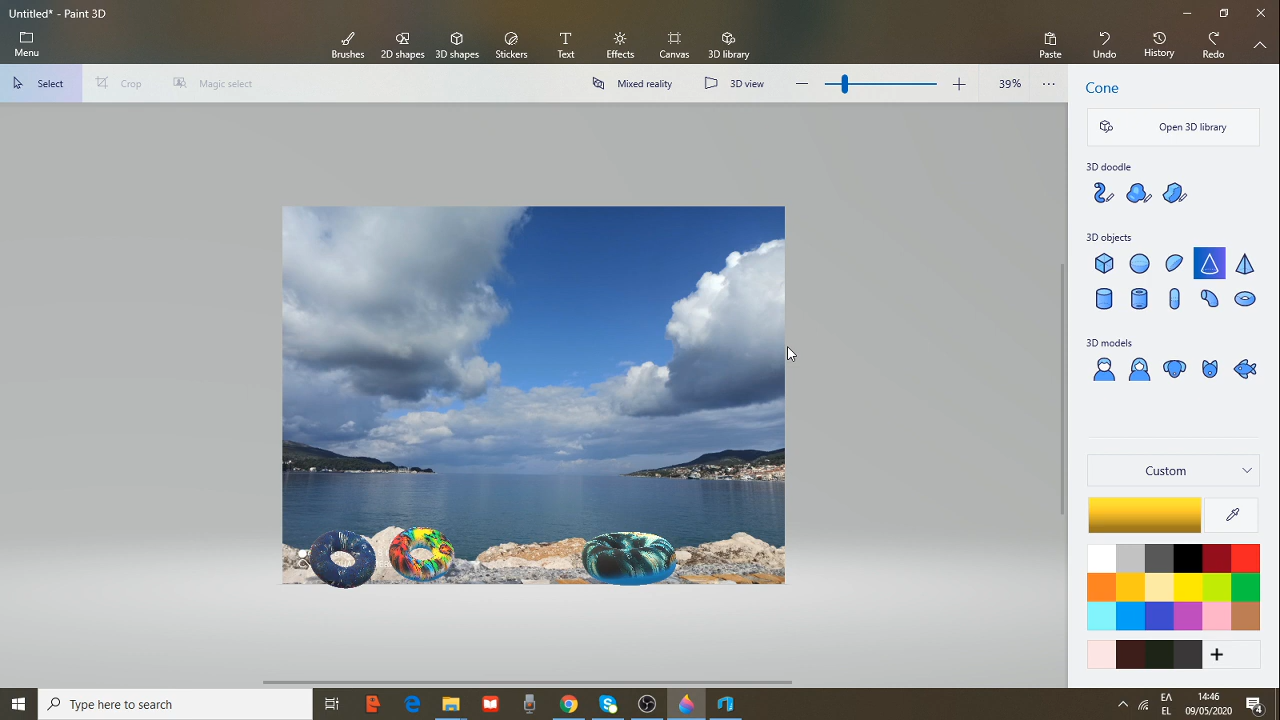 Untitled* - Paint 3D
Menu
Brushes
2D shapes
3D shapes
Stickers
Text
Effects
Canvas
3D library
Paste
Undo
History
Redo
Select
Crop
Magic select
Mixed reality
3D view
39%
Cone
Open 3D library
3D doodle
3D objects
3D models
Custom
Type here to search
ΕΛ
EL
14:46
09/05/2020
4